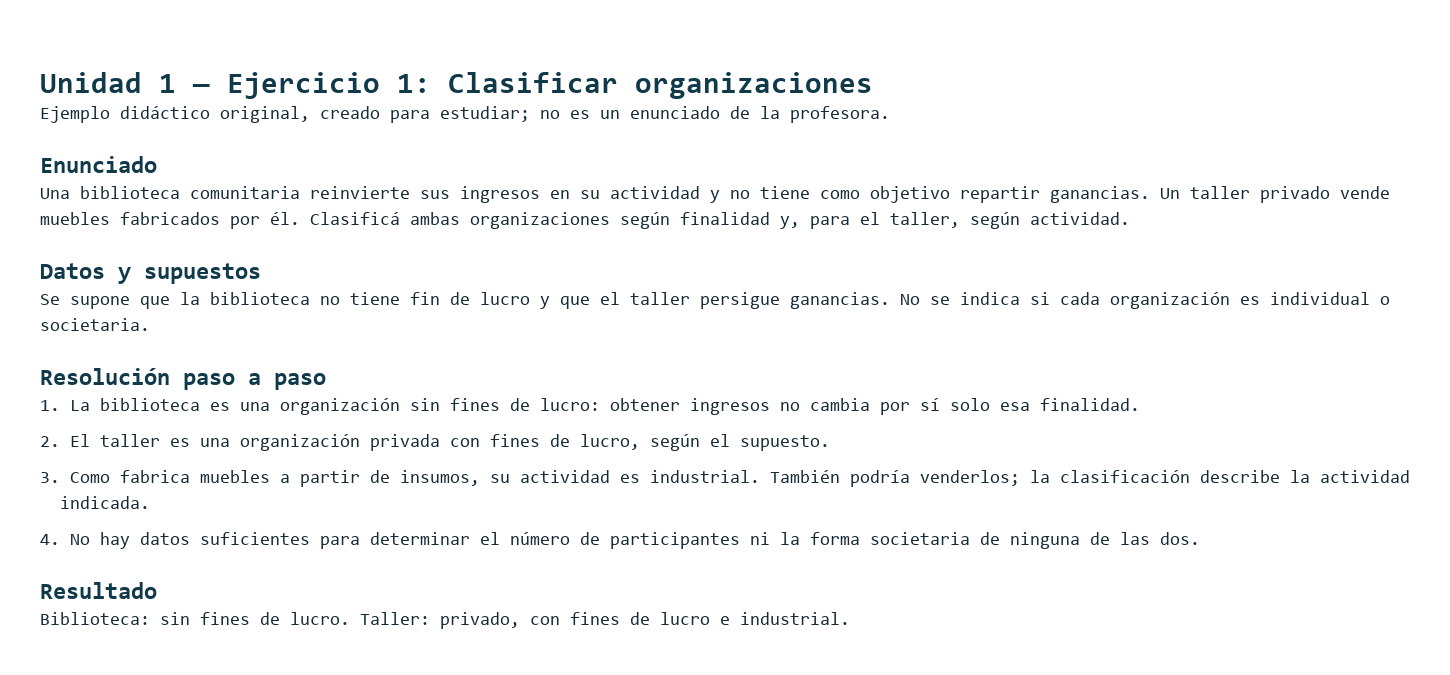 Unidad 1 — Ejercicio 1: Clasificar organizaciones
Ejemplo didáctico original, creado para estudiar; no es un enunciado de la profesora.
Enunciado
Una biblioteca comunitaria reinvierte sus ingresos en su actividad y no tiene como objetivo repartir ganancias. Un taller privado vende
muebles fabricados por él. Clasificá ambas organizaciones según finalidad y, para el taller, según actividad.
Datos y supuestos
Se supone que la biblioteca no tiene fin de lucro y que el taller persigue ganancias. No se indica si cada organización es individual o
societaria.
Resolución paso a paso
1. La biblioteca es una organización sin fines de lucro: obtener ingresos no cambia por sí solo esa finalidad.
2. El taller es una organización privada con fines de lucro, según el supuesto.
3. Como fabrica muebles a partir de insumos, su actividad es industrial. También podría venderlos; la clasificación describe la actividad
indicada.
4. No hay datos suficientes para determinar el número de participantes ni la forma societaria de ninguna de las dos.
Resultado
Biblioteca: sin fines de lucro. Taller: privado, con fines de lucro e industrial.